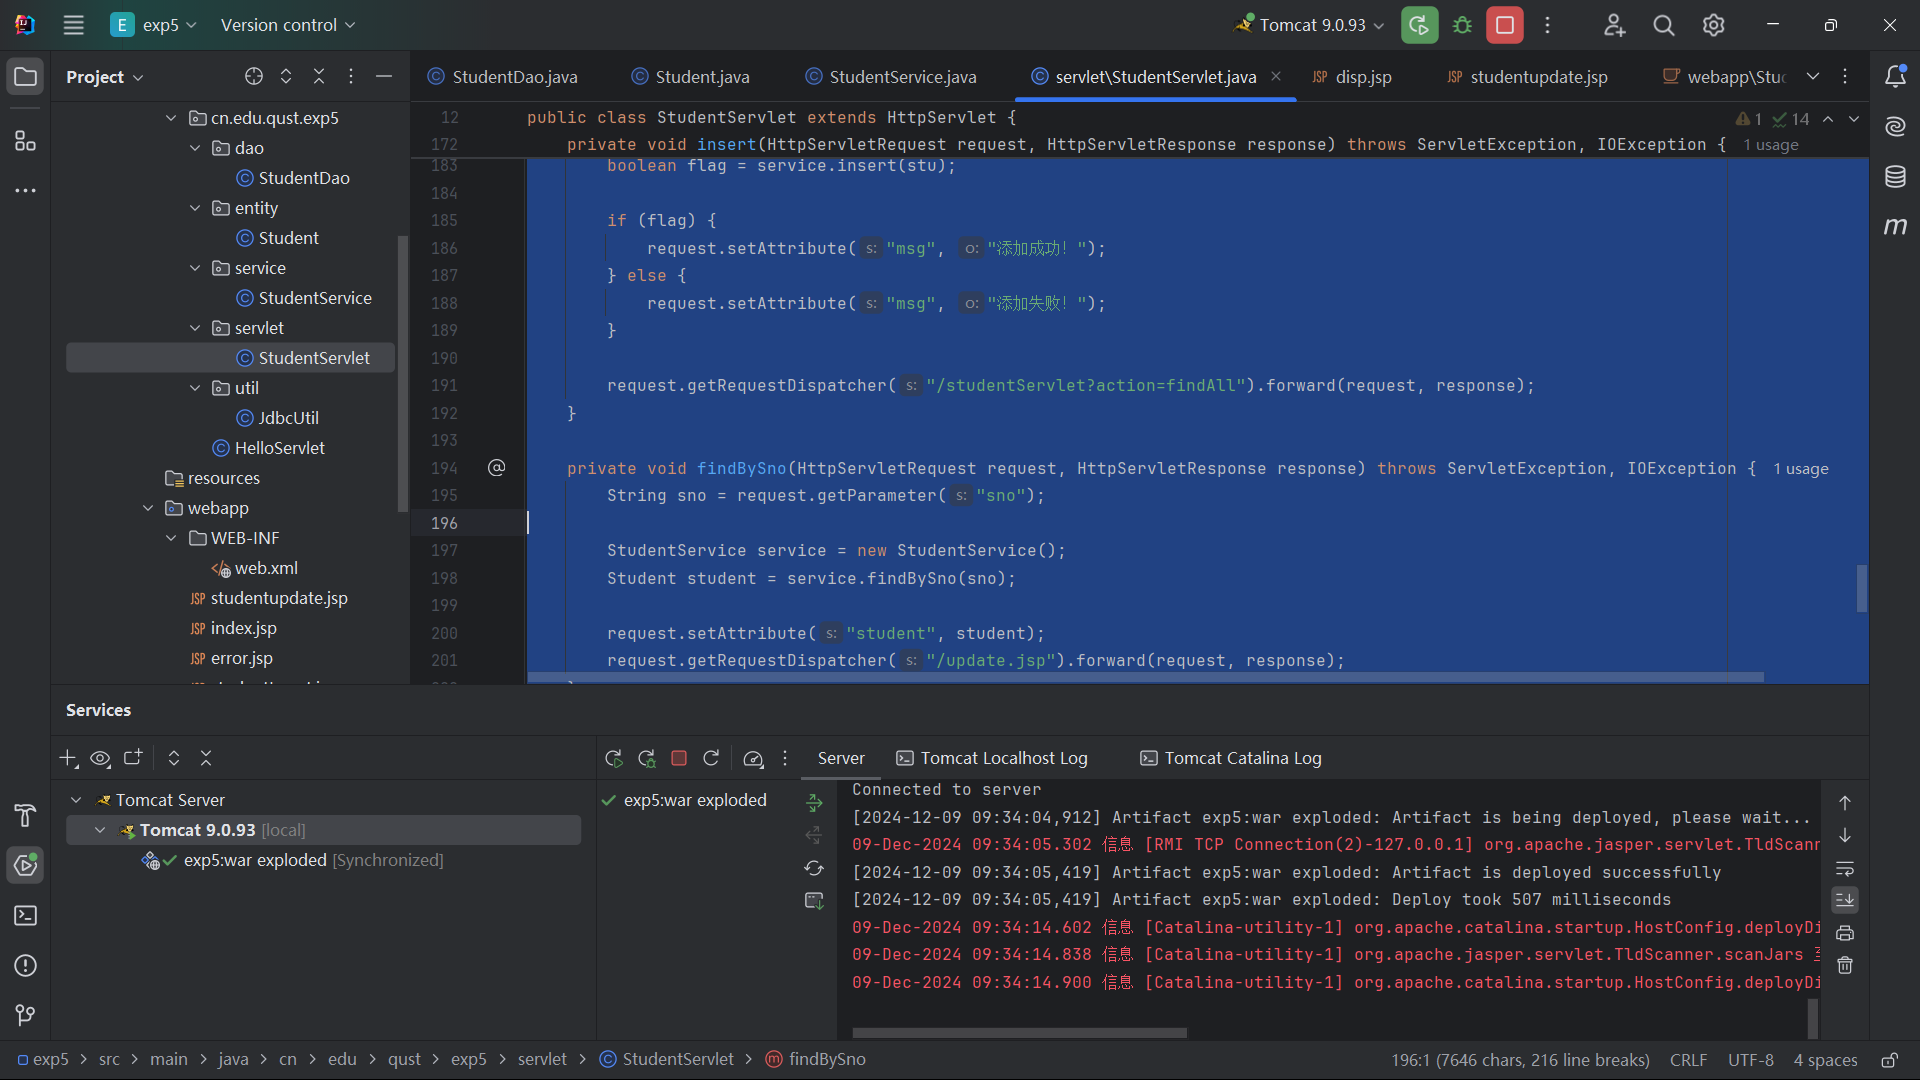 E exp5 Version control Tomcat 9.0.93
Project
StudentDao.java Student.java StudentService.java servlet\StudentServlet.java disp.jsp studentupdate.jsp webapp\Stuc
cn.edu.qust.exp5
dao
StudentDao
entity
Student
service
StudentService
servlet
StudentServlet
util
JdbcUtil
HelloServlet
resources
webapp
WEB-INF
web.xml
JSP studentupdate.jsp
JSP index.jsp
JSP error.jsp
12 public class StudentServlet extends HttpServlet { 1 14
172 private void insert(HttpServletRequest request, HttpServletResponse response) throws ServletException, IOException { 1 usage
183 boolean flag = service.insert(stu);
184
185 if (flag) {
186 request.setAttribute( s: "msg", o: "添加成功！");
187 } else {
188 request.setAttribute( s: "msg", o: "添加失败！");
189 }
190
191 request.getRequestDispatcher( s: "/studentServlet?action=findAll").forward(request, response);
192 }
193
194 @ private void findBySno(HttpServletRequest request, HttpServletResponse response) throws ServletException, IOException { 1 usage
195 String sno = request.getParameter( s: "sno");
196
197 StudentService service = new StudentService();
198 Student student = service.findBySno(sno);
199
200 request.setAttribute( s: "student", student);
201 request.getRequestDispatcher( s: "/update.jsp").forward(request, response);
Services
Server Tomcat Localhost Log Tomcat Catalina Log
Tomcat Server
Tomcat 9.0.93 [local]
exp5:war exploded [Synchronized]
exp5:war exploded
Connected to server
[2024-12-09 09:34:04,912] Artifact exp5:war exploded: Artifact is being deployed, please wait...
09-Dec-2024 09:34:05.302 信息 [RMI TCP Connection(2)-127.0.0.1] org.apache.jasper.servlet.TldScann
[2024-12-09 09:34:05,419] Artifact exp5:war exploded: Artifact is deployed successfully
[2024-12-09 09:34:05,419] Artifact exp5:war exploded: Deploy took 507 milliseconds
09-Dec-2024 09:34:14.602 信息 [Catalina-utility-1] org.apache.catalina.startup.HostConfig.deployDi
09-Dec-2024 09:34:14.838 信息 [Catalina-utility-1] org.apache.jasper.servlet.TldScanner.scanJars
09-Dec-2024 09:34:14.900 信息 [Catalina-utility-1] org.apache.catalina.startup.HostConfig.deployDi
exp5 > src > main > java > cn > edu > qust > exp5 > servlet > StudentServlet > findBySno 196:1 (7646 chars, 216 line breaks) CRLF UTF-8 4 spaces